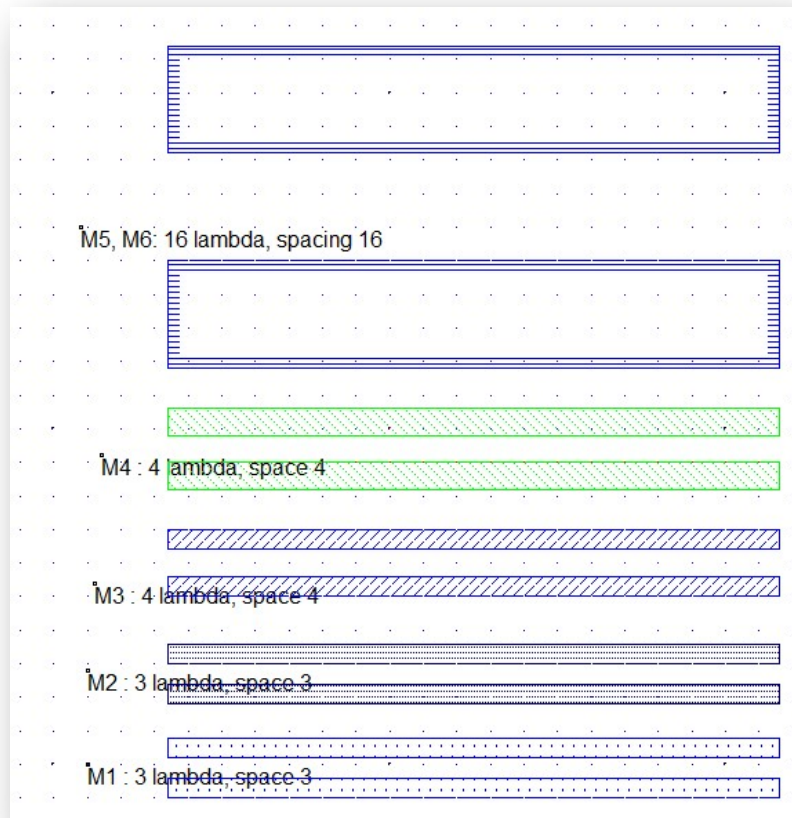 M5, M6: 16 lambda, spacing 16
M4 : 4 lambda, space 4
M3 : 4 lambda, space 4
M2 : 3 lambda, space 3
M1 : 3 lambda, space 3